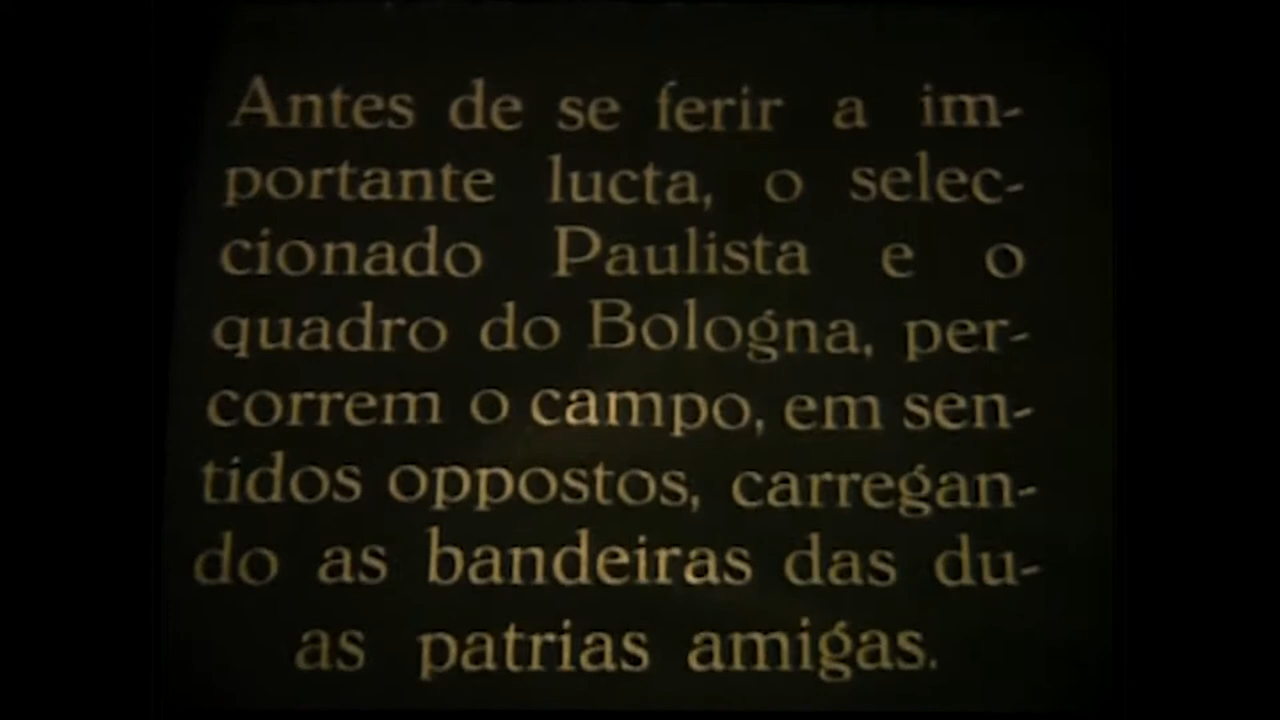 Antes de se ferir a im-
portante lucta, o selec-
cionado Paulista e o
quadro do Bologna, per-
correm o campo, em sen-
tidos oppostos, carregan-
do as bandeiras das du-
as patrias amigas.